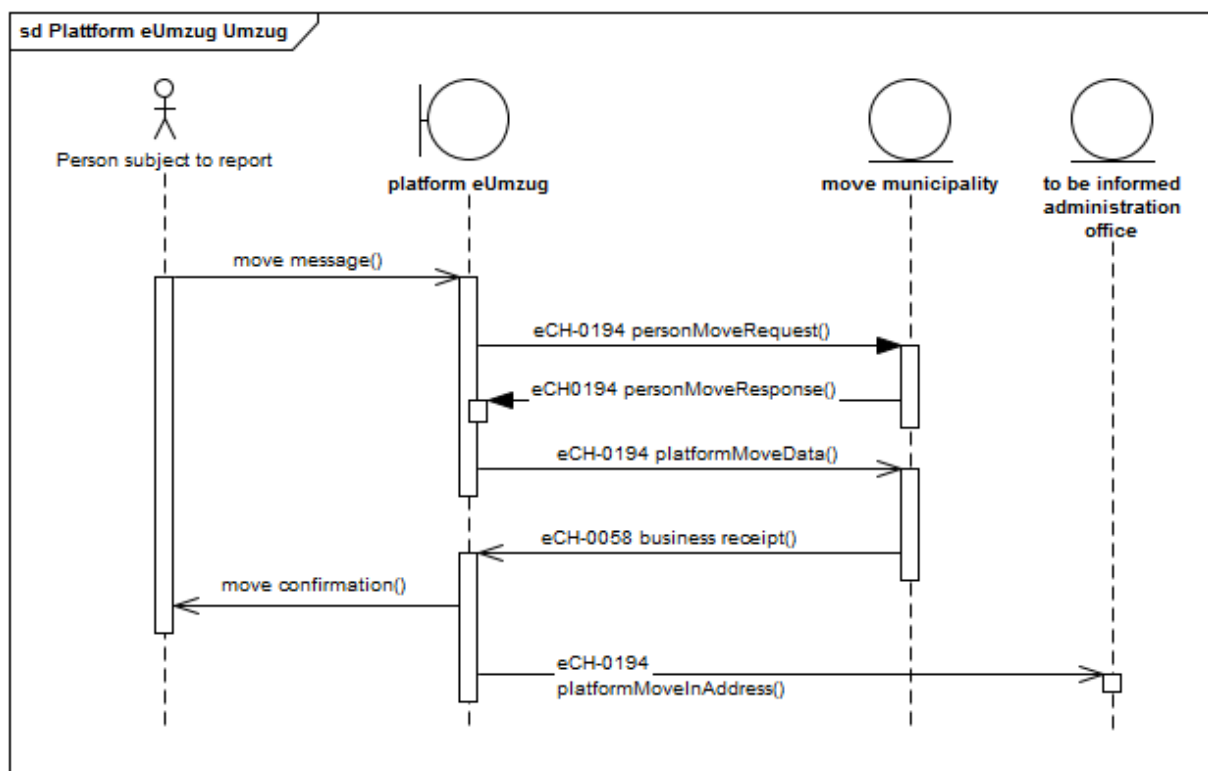 sd Plattform eUmzug Umzug
Person subject to report
platform eUmzug
move municipality
to be informed
administration
office
move message()
eCH-0194 personMoveRequest()
eCH0194 personMoveResponse()
eCH-0194 platformMoveData()
eCH-0058 business receipt()
move confirmation()
eCH-0194
platformMoveInAddress()